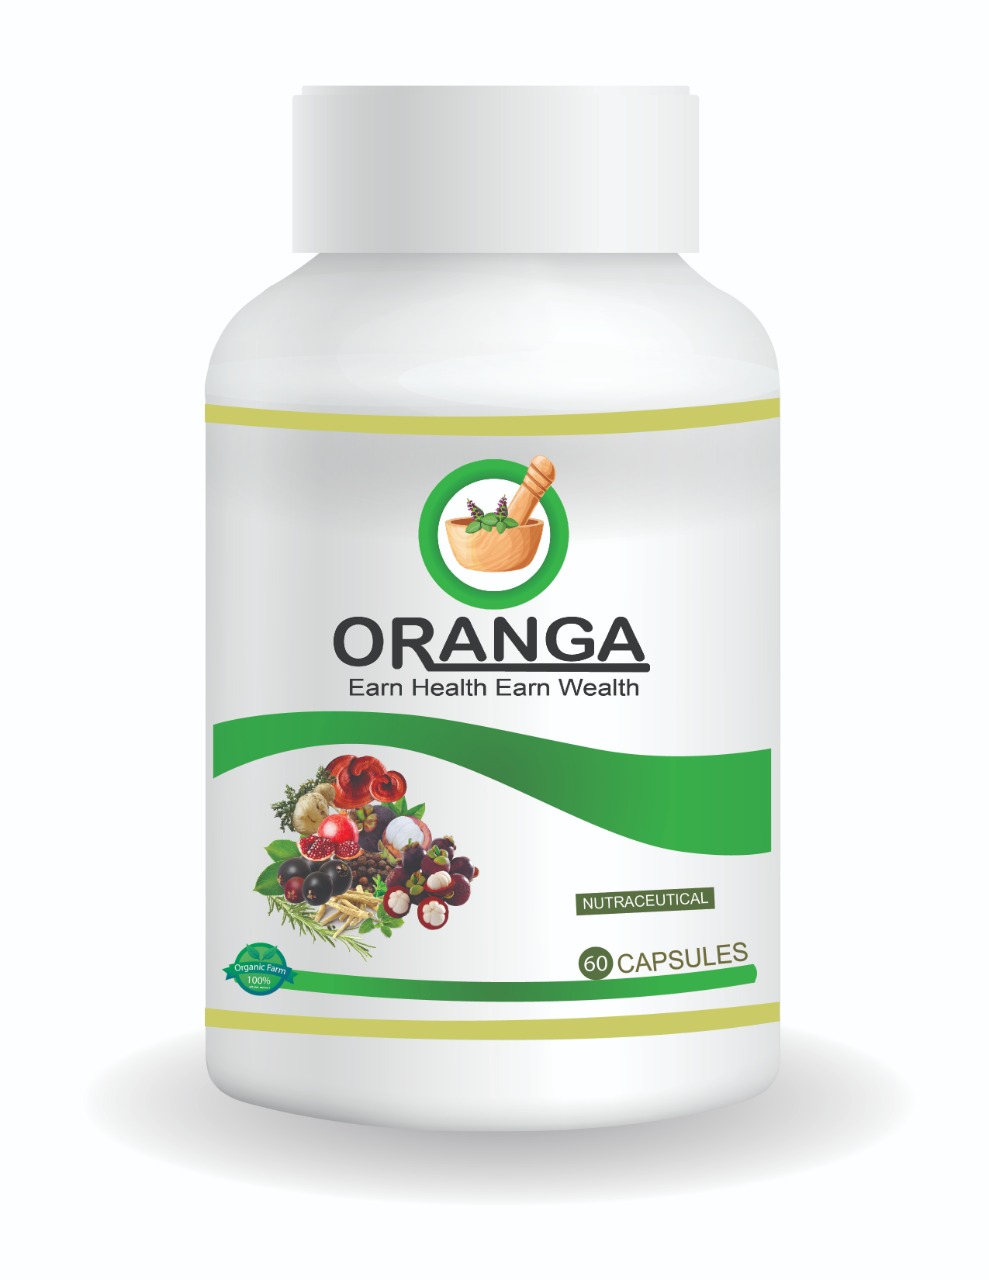 ORANGA
Earn Health Earn Wealth
NUTRACEUTICAL
60 CAPSULES
Organic Farm
100%